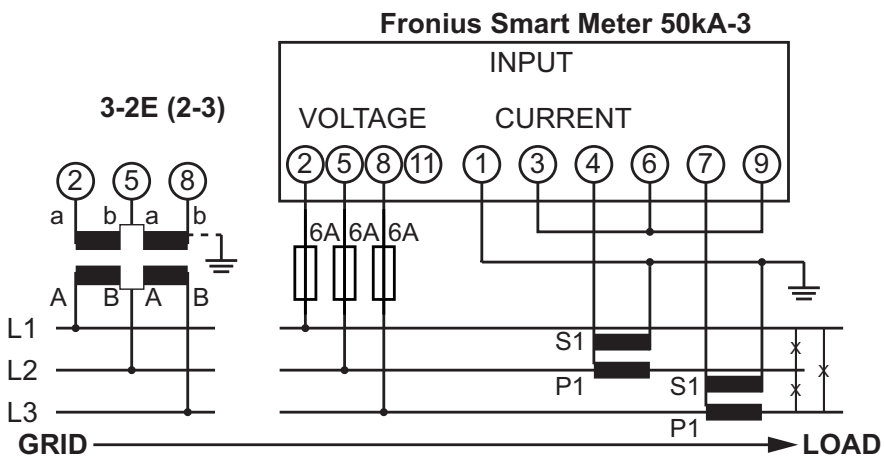 Fronius Smart Meter 50kA-3
INPUT
3-2E (2-3)
VOLTAGE CURRENT
2 5 8 11 1 3 4 6 7 9
2 5 8
a b a b
6A 6A 6A
A B A B
L1
S1
x
L2
x
P1
S1
x
L3
P1
GRID LOAD